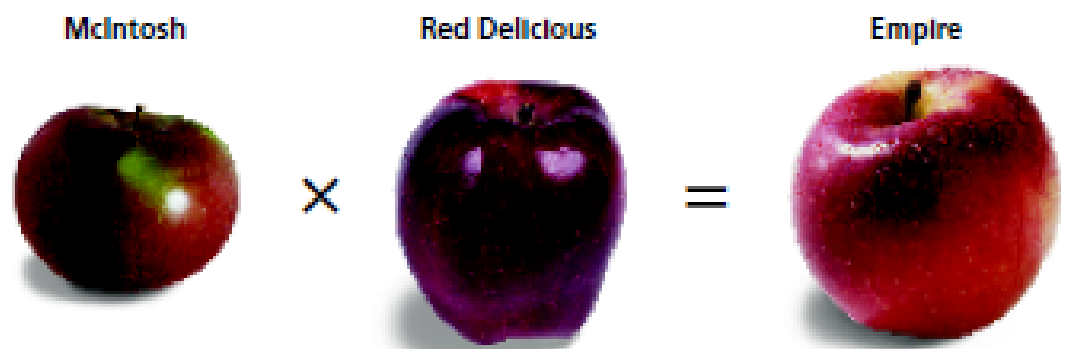 McIntosh Red Delicious Empire
× =